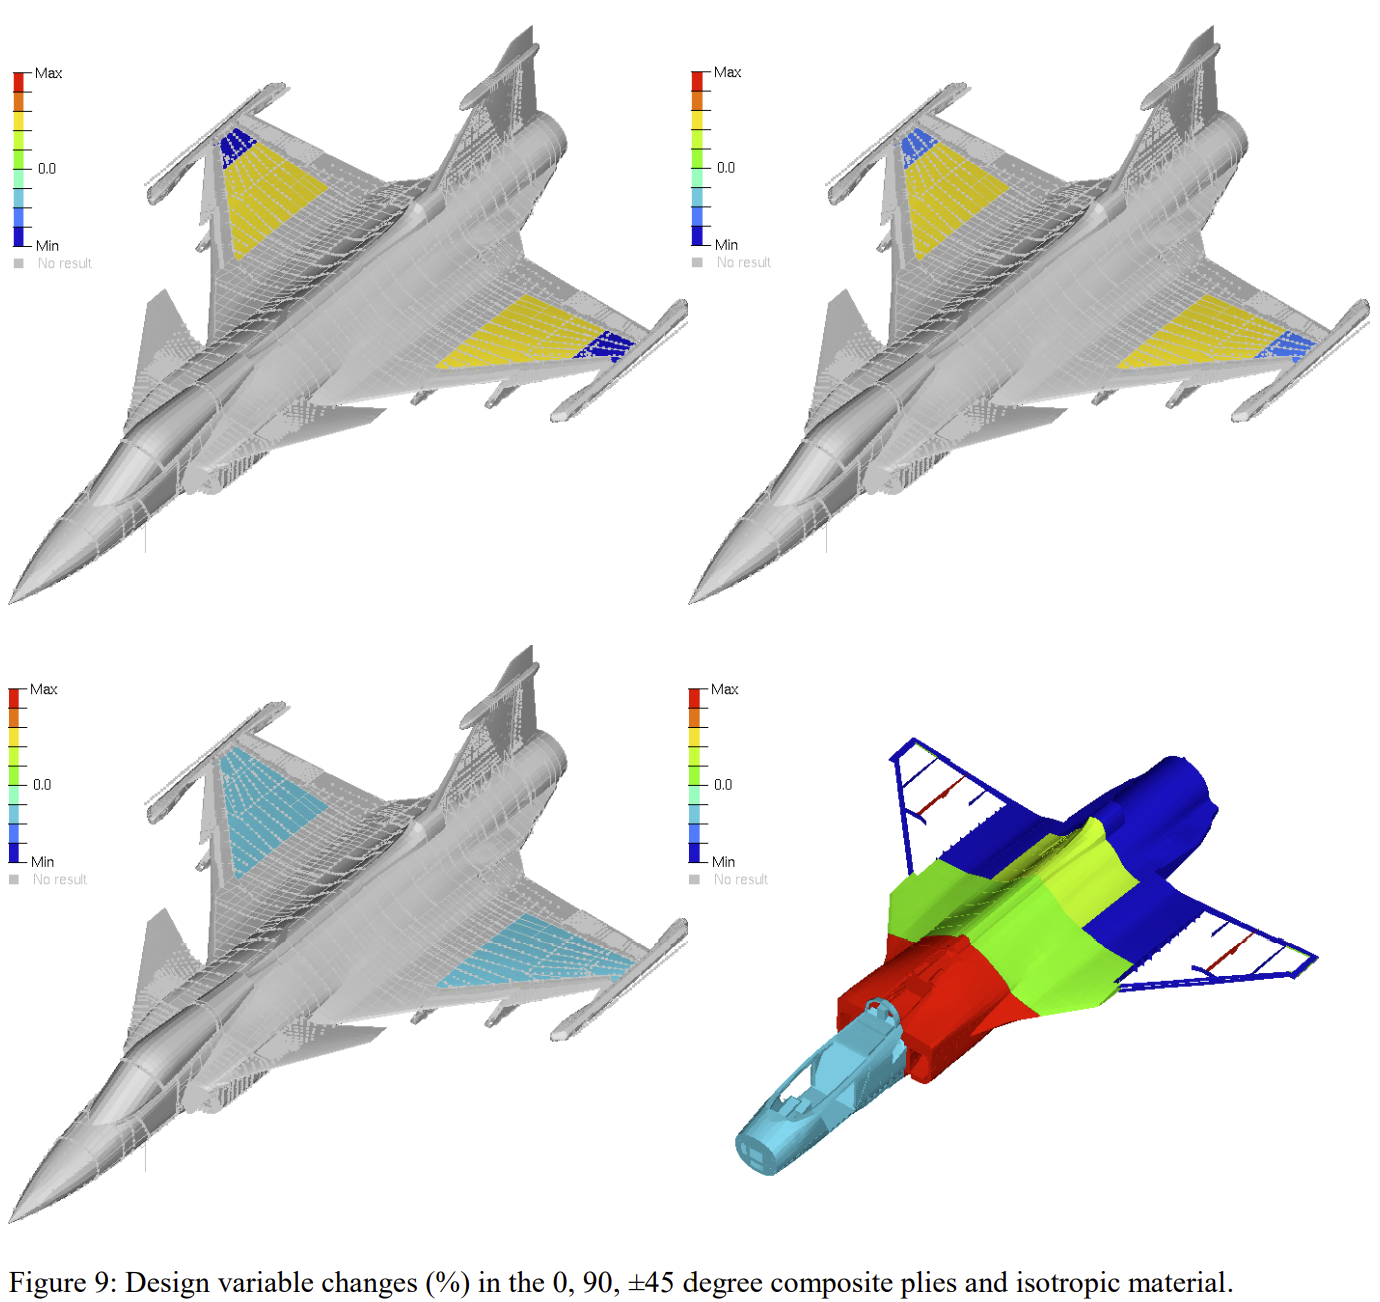 Max
0.0
Min
No result
Max
0.0
Min
No result
Max
0.0
Min
No result
Max
0.0
Min
No result
Figure 9: Design variable changes (%) in the 0, 90, ±45 degree composite plies and isotropic material.